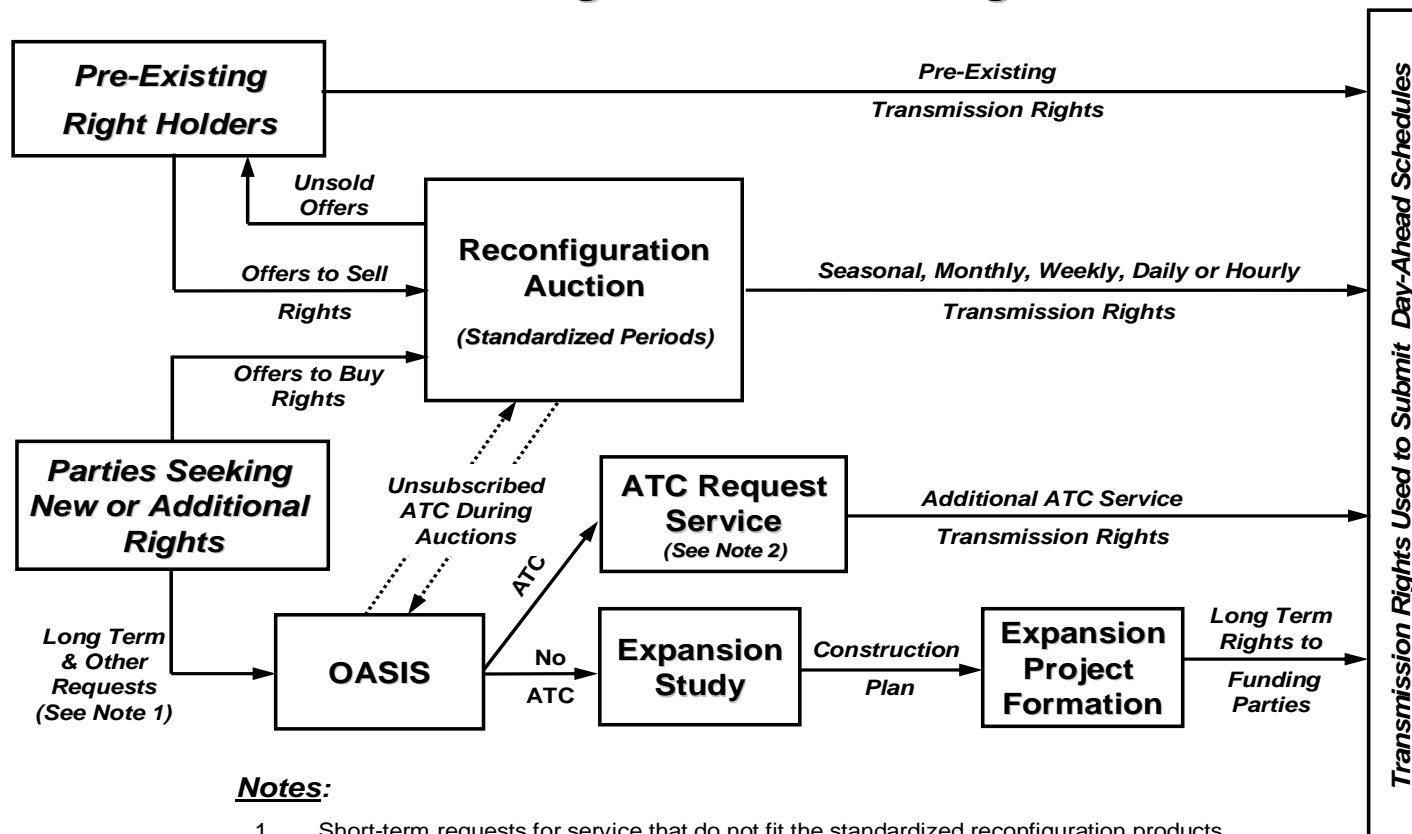 Pre-Existing
Right Holders
Pre-Existing
Transmission Rights
Unsold
Offers
Reconfiguration
Auction
(Standardized Periods)
Offers to Sell
Rights
Seasonal, Monthly, Weekly, Daily or Hourly
Transmission Rights
Offers to Buy
Rights
Parties Seeking
New or Additional
Rights
Unsubscribed
ATC During
Auctions
ATC Request
Service
(See Note 2)
Additional ATC Service
Transmission Rights
ATC
Long Term
& Other
Requests
(See Note 1)
OASIS
No
ATC
Expansion
Study
Construction
Plan
Expansion
Project
Formation
Long Term
Rights to
Funding
Parties
Transmission Rights Used to Submit Day-Ahead Schedules
Notes:
1 Short-term requests for service that do not fit the standardized reconfiguration products